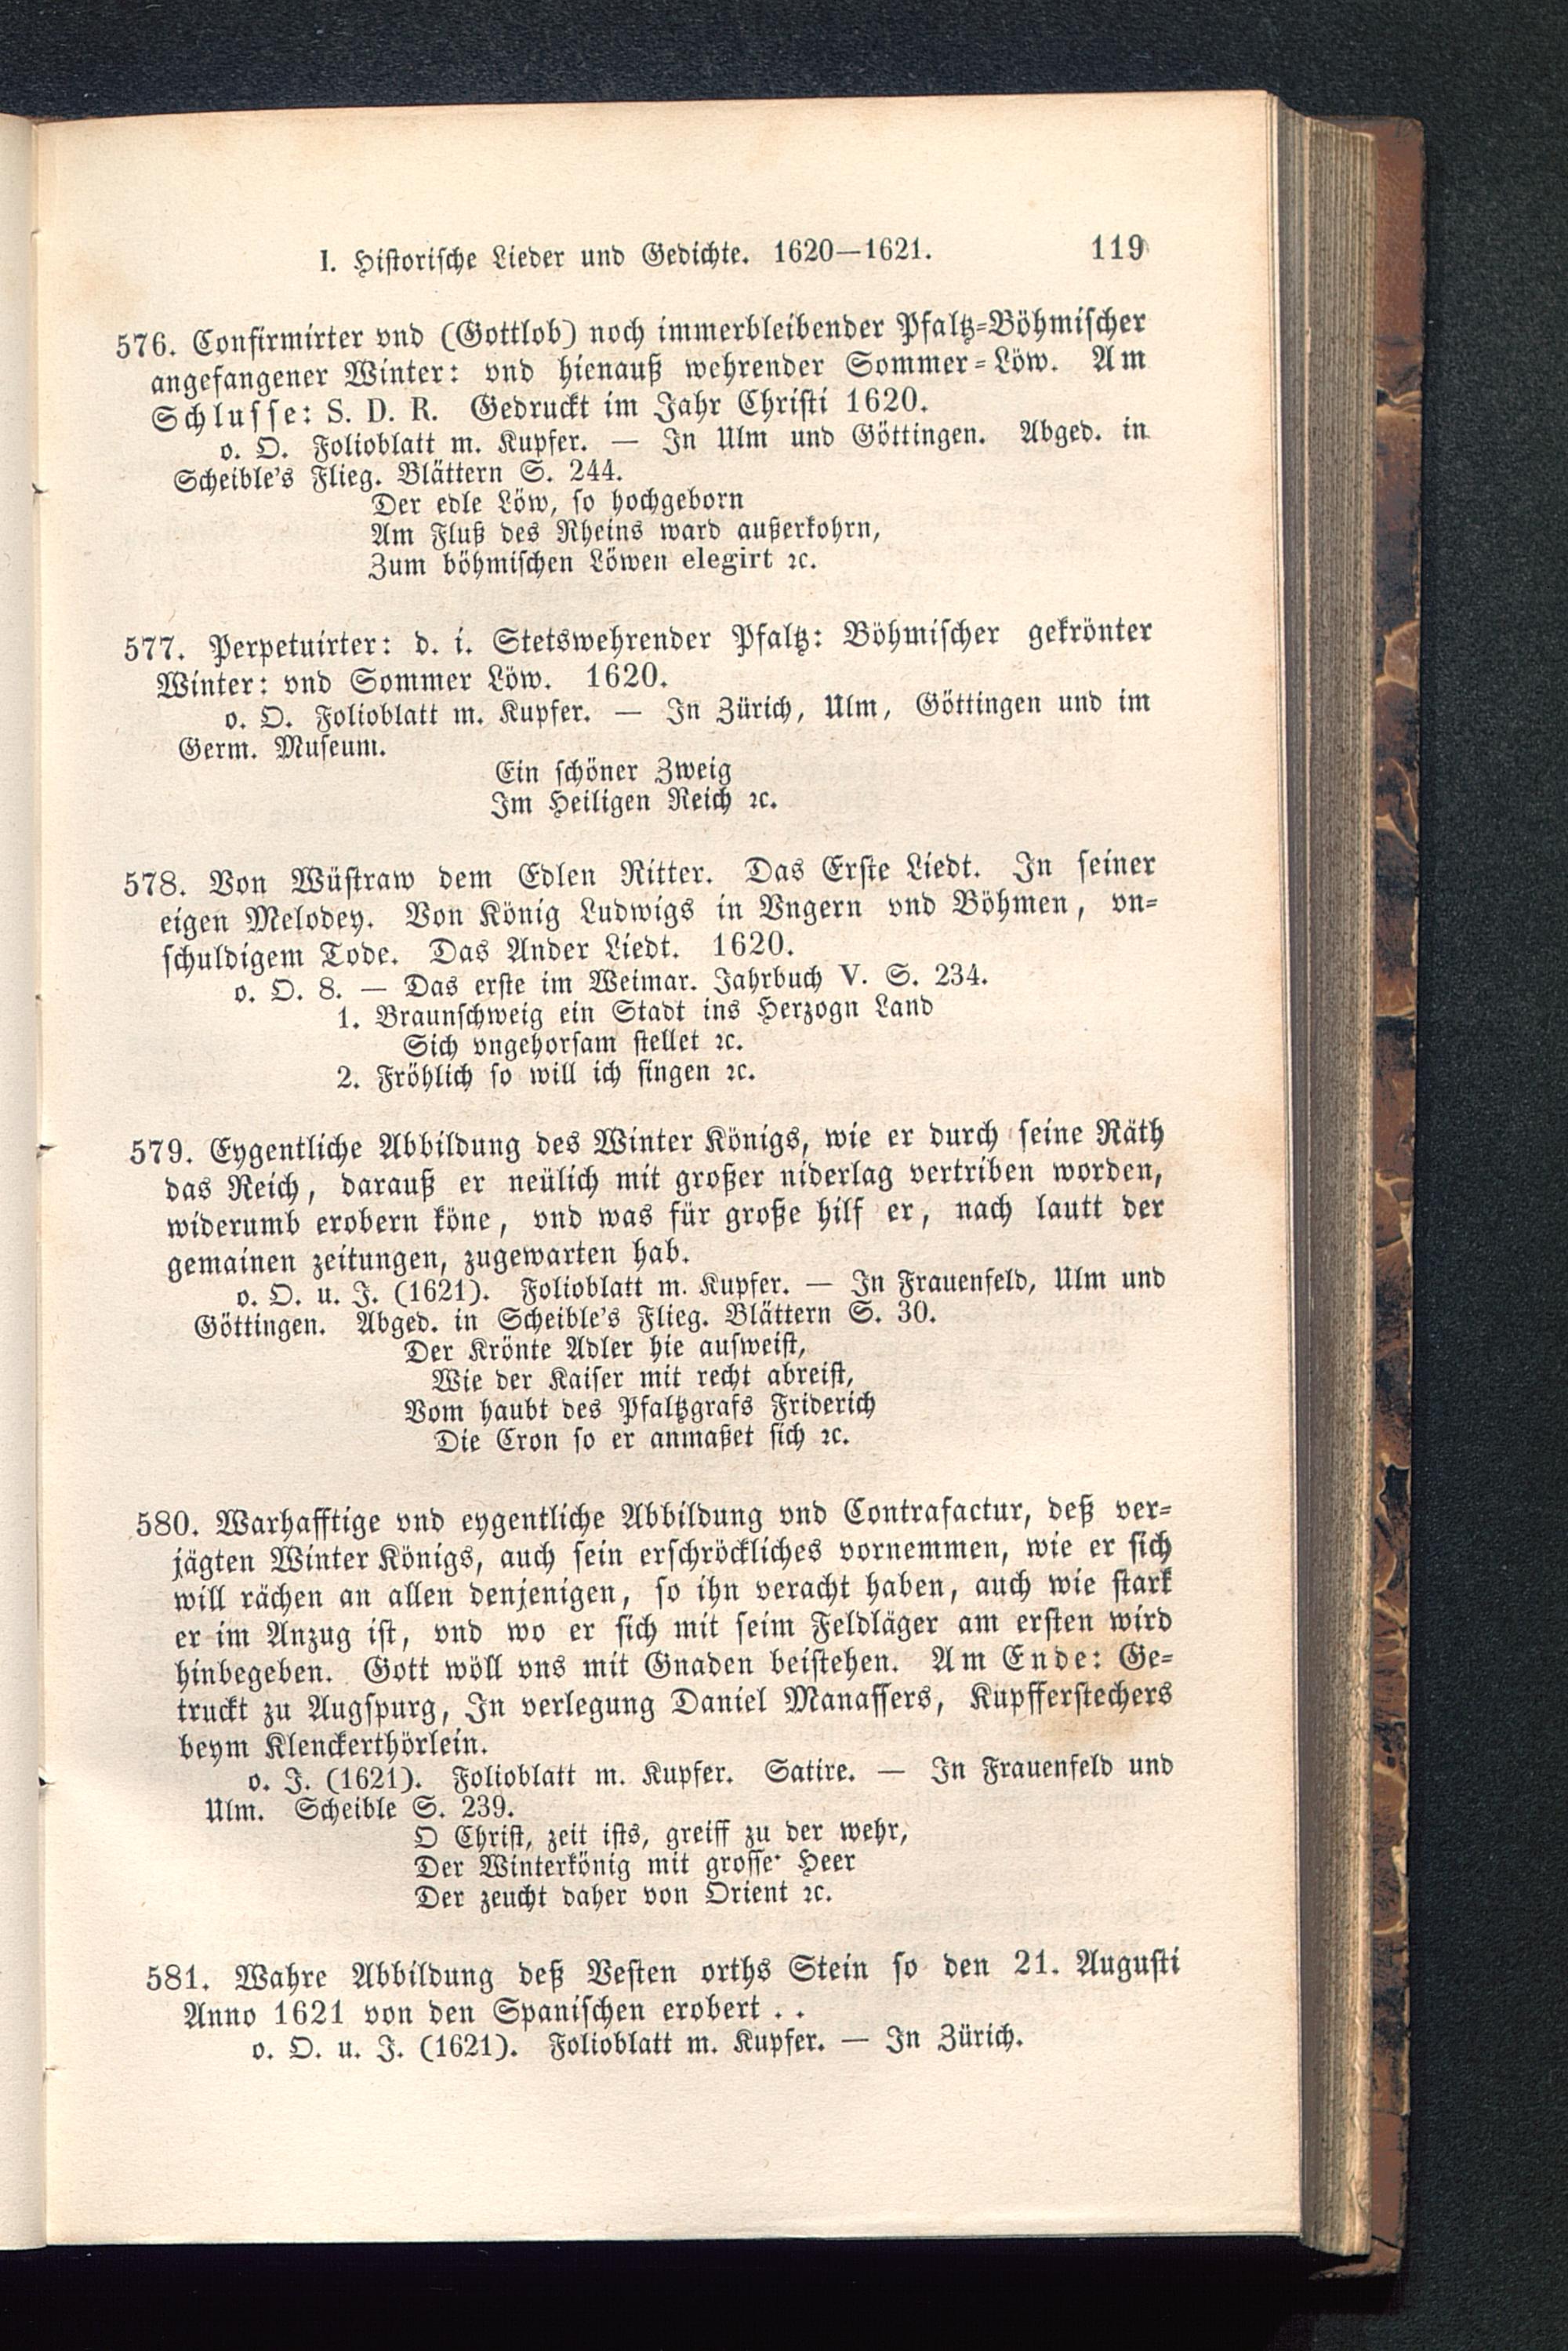 I. Historische Lieder und Gedichte. 1620—1621. 119
576. Confirmirter vnd (Gottlob) noch immerbleibender Pfaltz-Böhmischer
angefangener Winter: vnd hienauß wehrender Sommer-Löw. Am
Schlusse: S. D. R. Gedruckt im Jahr Christi 1620.
o. O. Folioblatt m. Kupfer. — In Ulm und Göttingen. Abged. in
Scheible's Flieg. Blättern S. 244.
Der edle Löw, so hochgeborn
Am Fluß des Rheins ward außerkohrn,
Zum böhmischen Löwen elegirt ꝛc.
577. Perpetuirter: d. i. Stetswehrender Pfaltz: Böhmischer gekrönter
Winter: vnd Sommer Löw. 1620.
o. O. Folioblatt m. Kupfer. — In Zürich, Ulm, Göttingen und im
Germ. Museum.
Ein schöner Zweig
Im Heiligen Reich ꝛc.
578. Von Wüstraw dem Edlen Ritter. Das Erste Liedt. In seiner
eigen Melodey. Von König Ludwigs in Vngern vnd Böhmen, vn-
schuldigem Tode. Das Ander Liedt. 1620.
o. O. 8. — Das erste im Weimar. Jahrbuch V. S. 234.
1. Braunschweig ein Stadt ins Herzogn Land
Sich vngehorsam stellet ꝛc.
2. Fröhlich so will ich singen ꝛc.
579. Eygentliche Abbildung des Winter Königs, wie er durch seine Räth
das Reich, darauß er neülich mit großer niderlag vertriben worden,
widerumb erobern köne, vnd was für große hilf er, nach lautt der
gemainen zeitungen, zugewarten hab.
o. O. u. J. (1621). Folioblatt m. Kupfer. — In Frauenfeld, Ulm und
Göttingen. Abged. in Scheible's Flieg. Blättern S. 30.
Der Krönte Adler hie ausweist,
Wie der Kaiser mit recht abreist,
Vom haubt des Pfaltzgrafs Friderich
Die Cron so er anmaßet sich ꝛc.
580. Warhafftige vnd eygentliche Abbildung vnd Contrafactur, deß ver-
jägten Winter Königs, auch sein erschröckliches vornemmen, wie er sich
will rächen an allen denjenigen, so ihn veracht haben, auch wie stark
er im Anzug ist, vnd wo er sich mit seim Feldläger am ersten wird
hinbegeben. Gott wöll vns mit Gnaden beistehen. Am Ende: Ge-
truckt zu Augspurg, In verlegung Daniel Manassers, Kupfferstechers
beym Klenckerthörlein.
o. J. (1621). Folioblatt m. Kupfer. Satire. — In Frauenfeld und
Ulm. Scheible S. 239.
O Christ, zeit ists, greiff zu der wehr,
Der Winterkönig mit grosse· Heer
Der zeucht daher von Orient ꝛc.
581. Wahre Abbildung deß Vesten orths Stein so den 21. Augusti
Anno 1621 von den Spanischen erobert . .
o. O. u. J. (1621). Folioblatt m. Kupfer. — In Zürich.